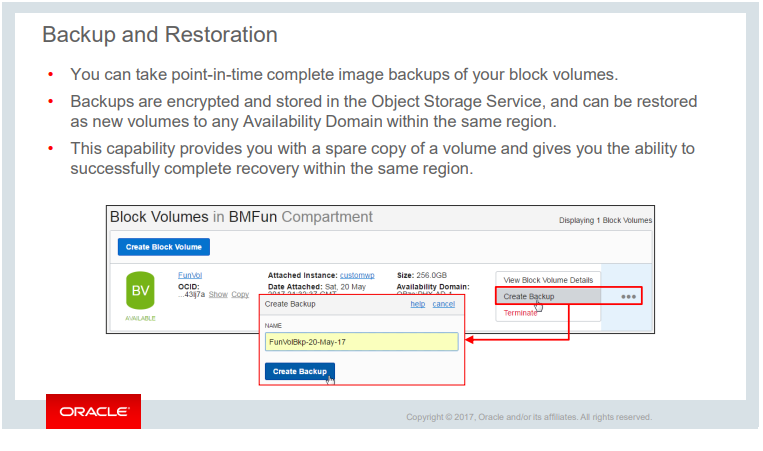 Backup and Restoration
• You can take point-in-time complete image backups of your block volumes.
• Backups are encrypted and stored in the Object Storage Service, and can be restored
as new volumes to any Availability Domain within the same region.
• This capability provides you with a spare copy of a volume and gives you the ability to
successfully complete recovery within the same region.
Block Volumes in BMFun Compartment
Displaying 1 Block Volumes
Create Block Volume
BV
AVAILABLE
FunVol
OCID:
Show Copy
Attached Instance: customwp
Date Attached: Sat, 20 May
Size: 256.0GB
Availability Domain:
View Block Volume Details
Create Backup
Terminate
Create Backup
help cancel
NAME
FunVolBkp-20-May-17
Create Backup
ORACLE
Copyright © 2017, Oracle and/or its affiliates. All rights reserved.